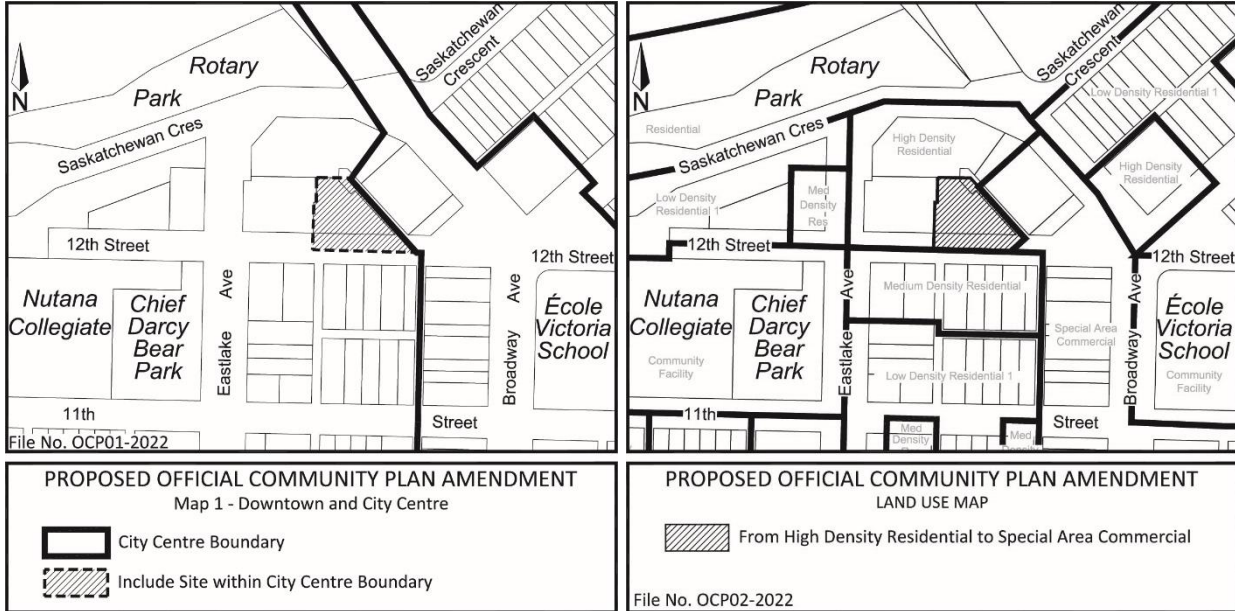 Saskatchewan
Crescent
Rotary
Park
N
Saskatchewan Cres
12th Street
12th Street
Nutana
Collegiate
Chief
Darcy
Bear
Park
Eastlake Ave
Broadway Ave
École
Victoria
School
11th
Street
File No. OCP01-2022
PROPOSED OFFICIAL COMMUNITY PLAN AMENDMENT
Map 1 - Downtown and City Centre
City Centre Boundary
Include Site within City Centre Boundary
Saskatchewan
Crescent
Rotary
Park
N
Low Density Residential 1
Residential
Saskatchewan Cres
High Density
Residential
High Density
Residential
Low Density
Residential 1
Med
Density
Res
12th Street
12th Street
Nutana
Collegiate
Chief
Darcy
Bear
Park
Community
Facility
Eastlake Ave
Medium Density Residential
Special Area
Commercial
Low Density Residential 1
Broadway Ave
École
Victoria
School
Community
Facility
11th
Street
Med
Density
Med
PROPOSED OFFICIAL COMMUNITY PLAN AMENDMENT
LAND USE MAP
From High Density Residential to Special Area Commercial
File No. OCP02-2022